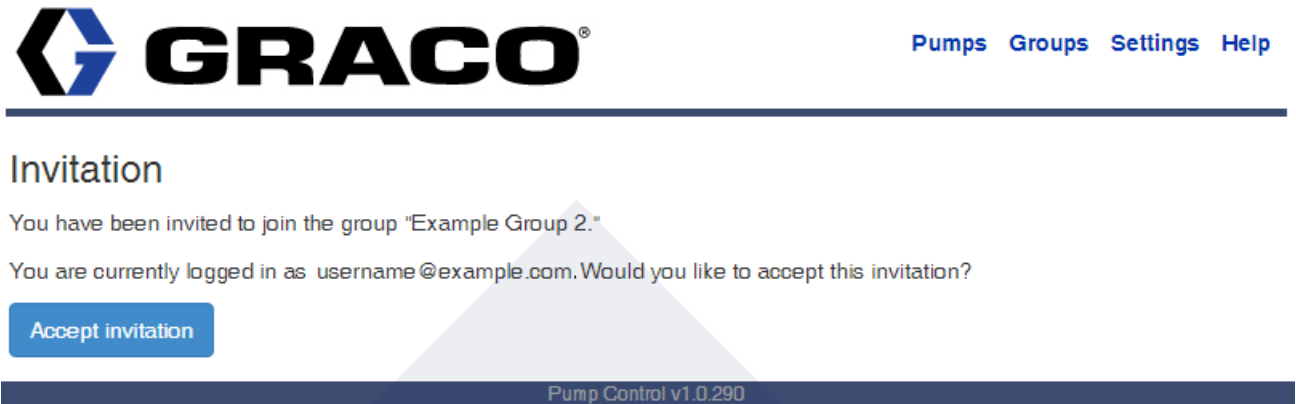 GRACO®
Pumps Groups Settings Help
Invitation
You have been invited to join the group "Example Group 2."
You are currently logged in as username@example.com. Would you like to accept this invitation?
Accept invitation
Pump Control v1.0.290